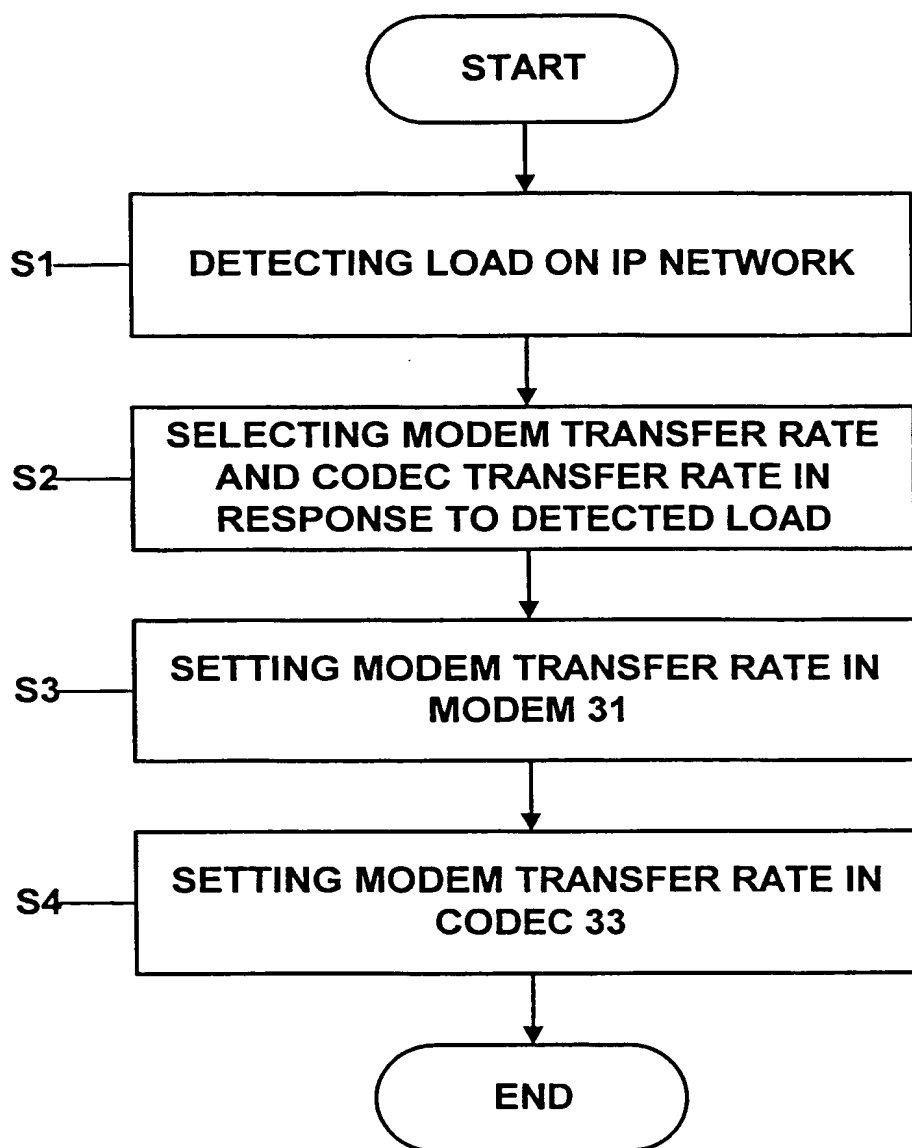 START
S1
DETECTING LOAD ON IP NETWORK
S2
SELECTING MODEM TRANSFER RATE
AND CODEC TRANSFER RATE IN
RESPONSE TO DETECTED LOAD
S3
SETTING MODEM TRANSFER RATE IN
MODEM 31
S4
SETTING MODEM TRANSFER RATE IN
CODEC 33
END